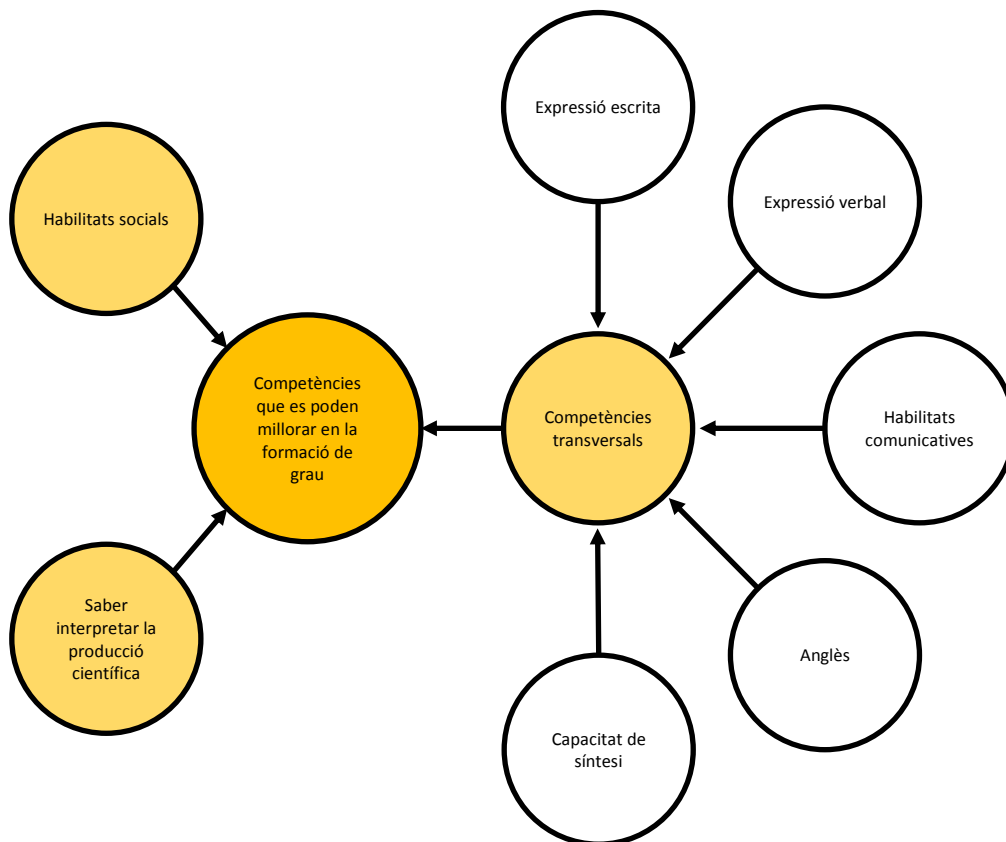 Expressió escrita
Expressió verbal
Habilitats socials
Competències
que es poden
millorar en la
formació de
grau
Competències
transversals
Habilitats
comunicatives
Saber
interpretar la
producció
científica
Anglès
Capacitat de
síntesi